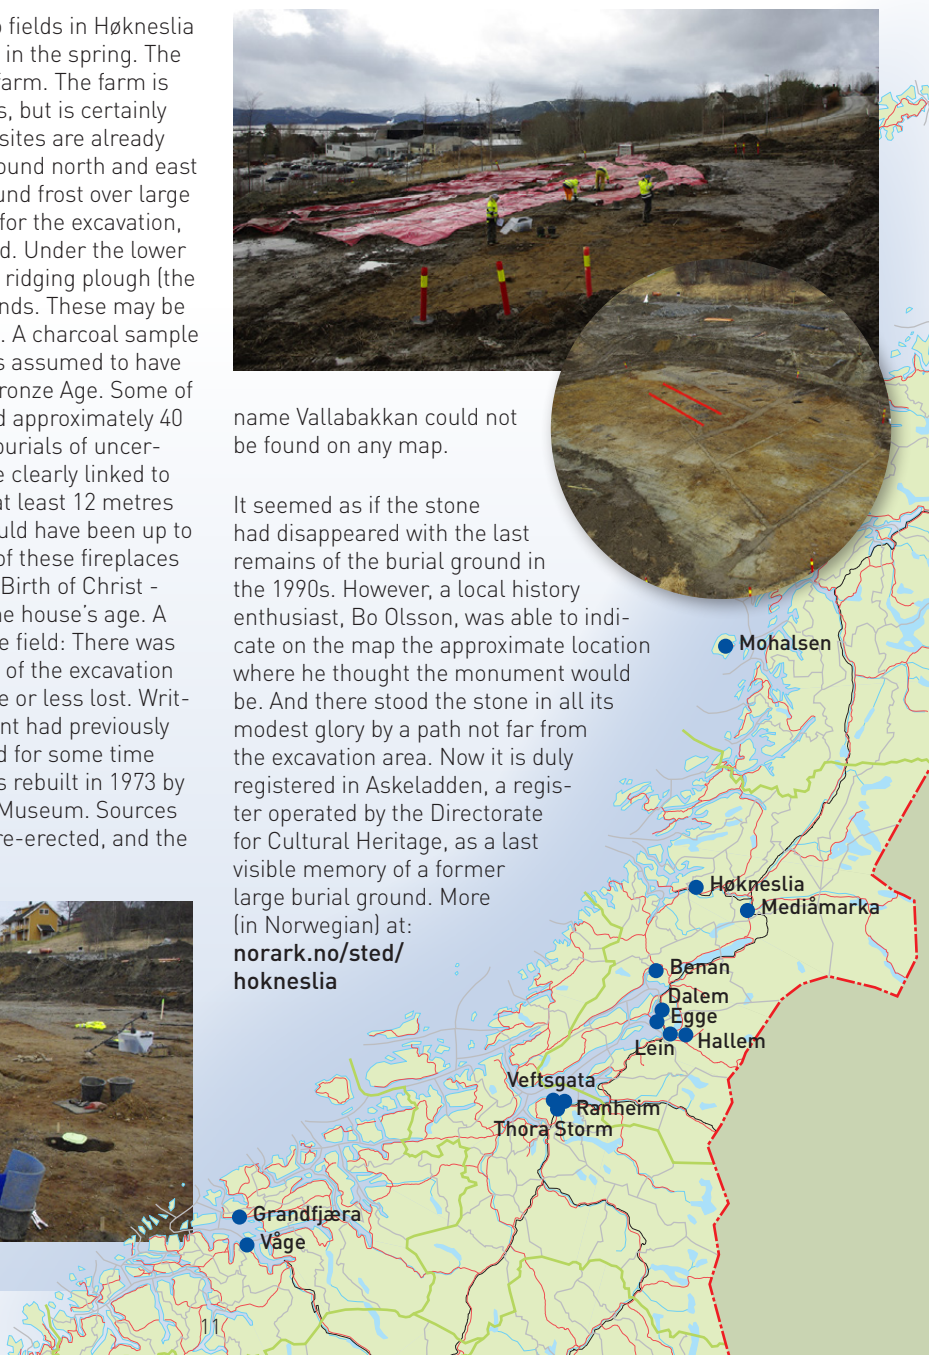 fields in Høkneslia
in the spring. The
farm. The farm is
s, but is certainly
sites are already
ound north and east
und frost over large
for the excavation,
d. Under the lower
ridging plough (the
nds. These may be
. A charcoal sample
s assumed to have
ronze Age. Some of
d approximately 40
burials of uncer-
e clearly linked to
at least 12 metres
uld have been up to
of these fireplaces
Birth of Christ -
ne house’s age. A
e field: There was
of the excavation
e or less lost. Writ-
nt had previously
d for some time
s rebuilt in 1973 by
Museum. Sources
re-erected, and the
name Vallabakkan could not
be found on any map.
It seemed as if the stone
had disappeared with the last
remains of the burial ground in
the 1990s. However, a local history
enthusiast, Bo Olsson, was able to indi-
cate on the map the approximate location
where he thought the monument would
be. And there stood the stone in all its
modest glory by a path not far from
the excavation area. Now it is duly
registered in Askeladden, a regis-
ter operated by the Directorate
for Cultural Heritage, as a last
visible memory of a former
large burial ground. More
(in Norwegian) at:
norark.no/sted/
hokneslia
Mohalsen
Høkneslia
Mediåmarka
Benan
Dalem
Egge
Lein
Hallem
Veftsgata
Ranheim
Thora Storm
Grandfjæra
Våge
11